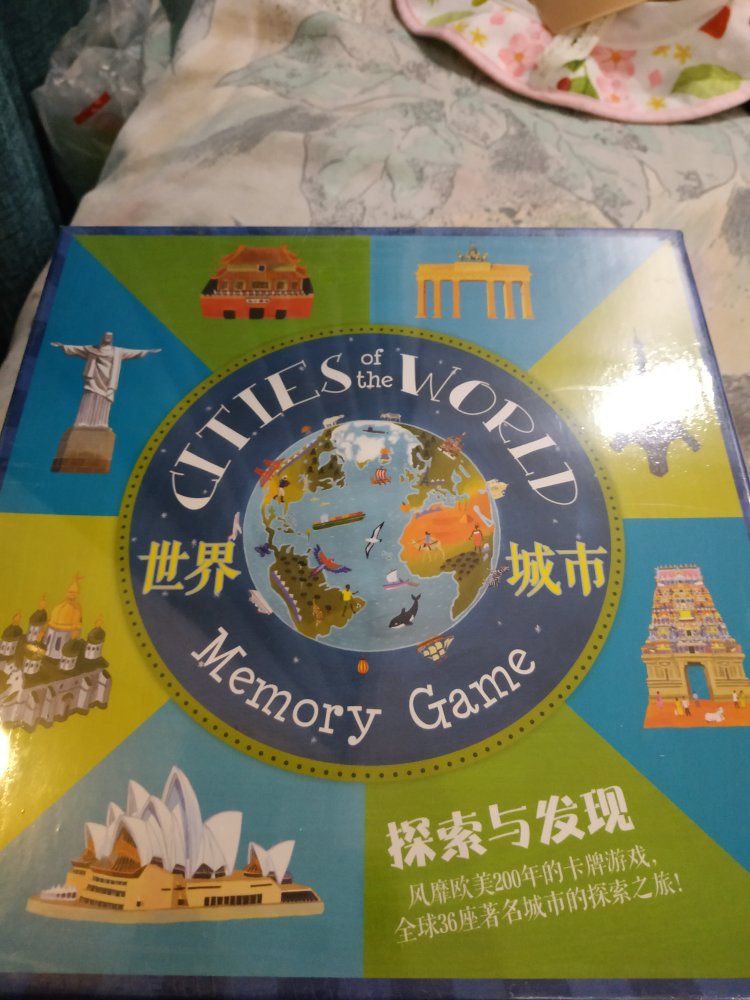 CITIES of the WORLD
世界 城市
Memory Game
探索与发现
风靡欧美200年的卡牌游戏，
全球36座著名城市的探索之旅！